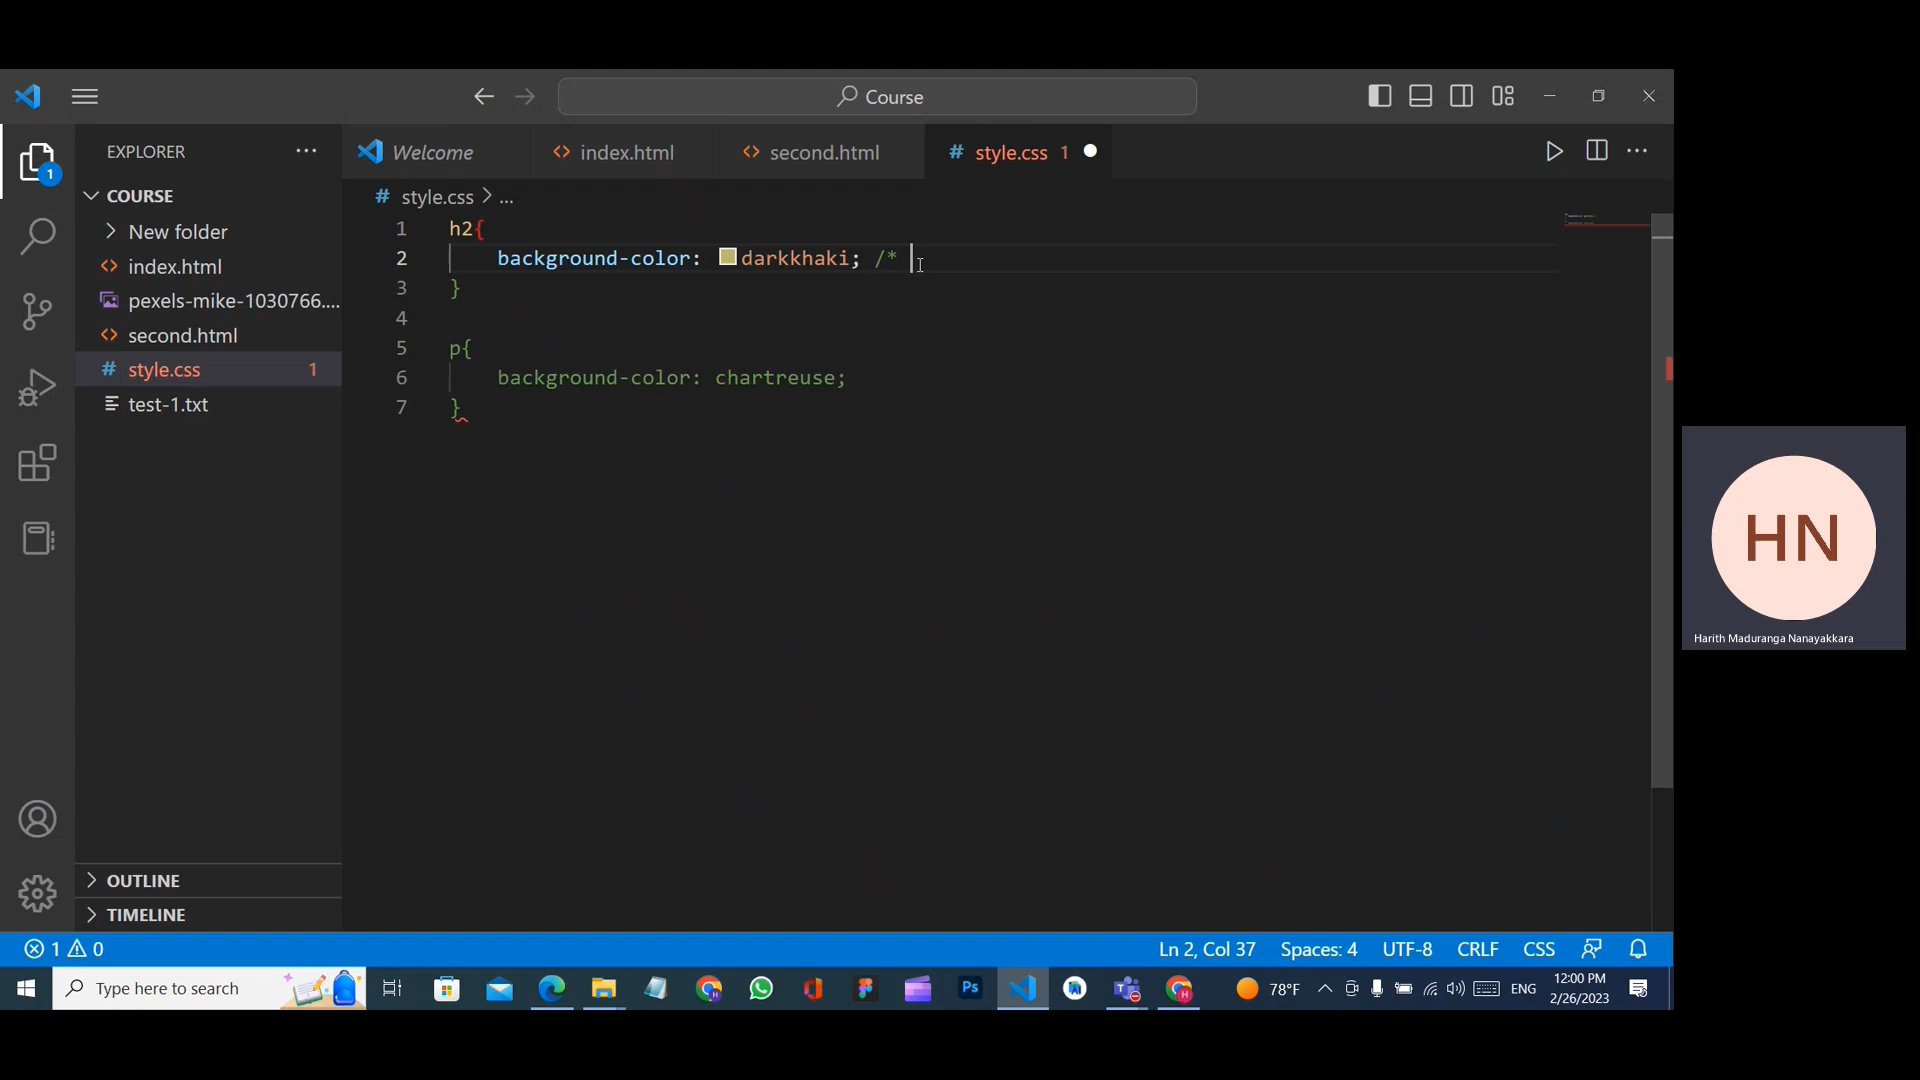 Course
EXPLORER
Welcome
index.html
second.html
# style.css 1
1
COURSE
# style.css > ...
New folder
index.html
pexels-mike-1030766....
second.html
# style.css 1
test-1.txt
1 h2{
2 background-color: darkkhaki; /*
3 }
4
5 p{
6 background-color: chartreuse;
7 }
HN
Harith Maduranga Nanayakkara
OUTLINE
TIMELINE
1 0
Ln 2, Col 37 Spaces: 4 UTF-8 CRLF CSS
Type here to search
Ps
78°F
ENG
12:00 PM
2/26/2023